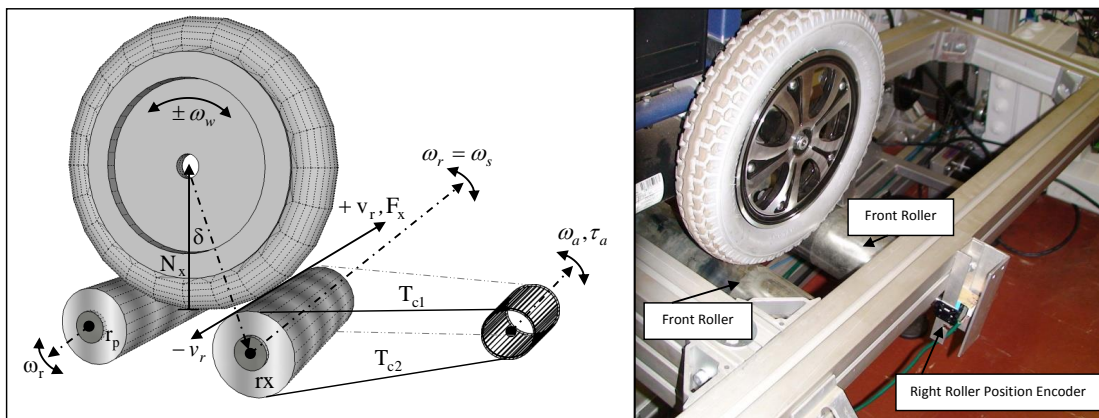 ± ω_w
ω_r = ω_s
+ v_r, F_x
ω_a, τ_a
δ
N_x
T_c1
r_p
- v_r
T_c2
ω_r
rx
Front Roller
Front Roller
Right Roller Position Encoder